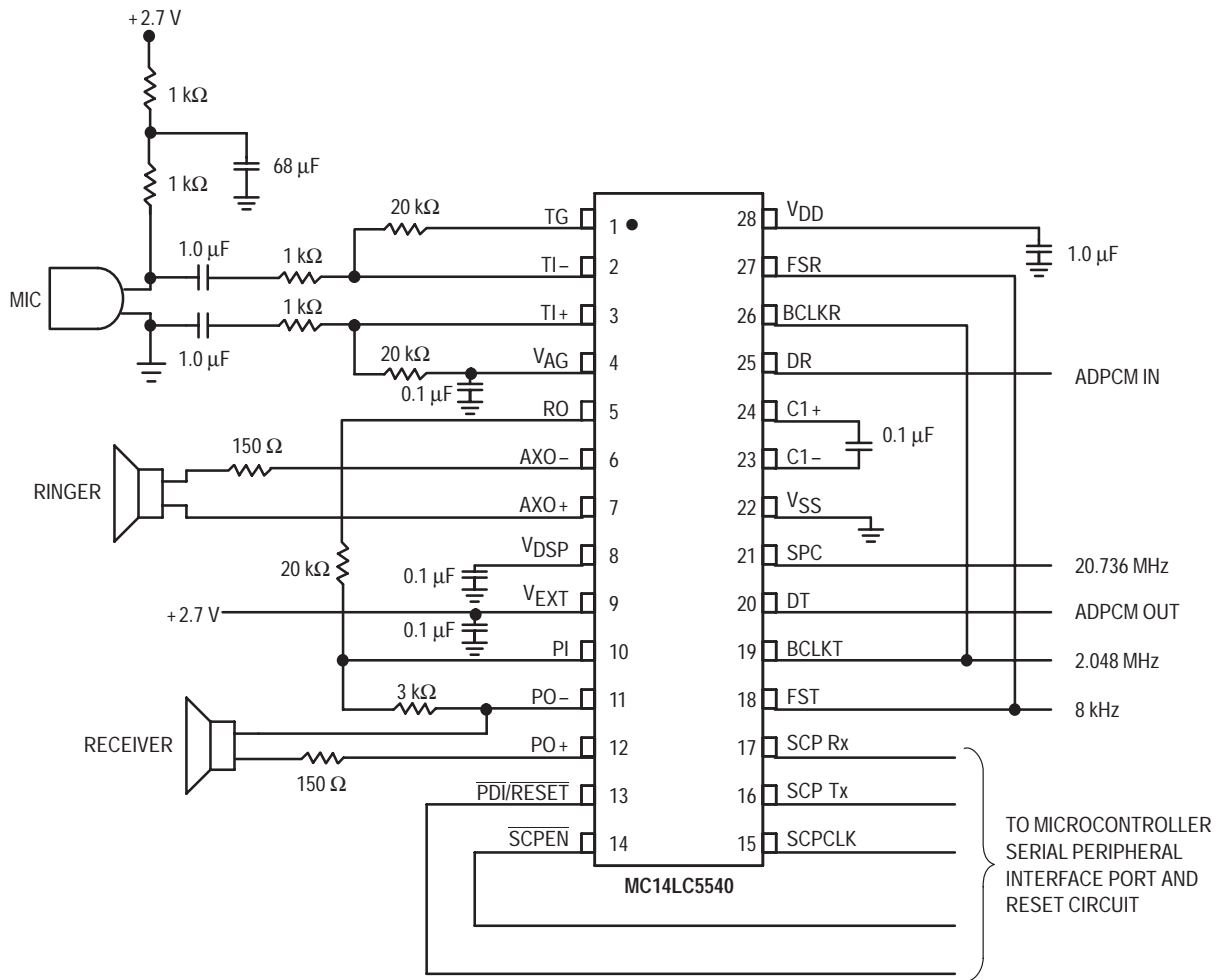 +2.7 V
1 kΩ
68 µF
1 kΩ
20 kΩ
TG
1
28
VDD
1.0 µF
1.0 µF
1 kΩ
TI–
2
27
FSR
MIC
1 kΩ
TI+
3
26
BCLKR
1.0 µF
20 kΩ
VAG
4
25
DR
ADPCM IN
0.1 µF
RO
5
24
C1+
0.1 µF
150 Ω
AXO–
6
23
C1–
RINGER
AXO+
7
22
VSS
VDSP
8
21
SPC
20.736 MHz
20 kΩ
0.1 µF
VEXT
9
20
DT
ADPCM OUT
+2.7 V
0.1 µF
PI
10
19
BCLKT
2.048 MHz
3 kΩ
PO–
11
18
FST
8 kHz
RECEIVER
PO+
12
17
SCP Rx
150 Ω
PDI/RESET
13
16
SCP Tx
SCPEN
14
15
SCPCLK
MC14LC5540
TO MICROCONTROLLER
SERIAL PERIPHERAL
INTERFACE PORT AND
RESET CIRCUIT